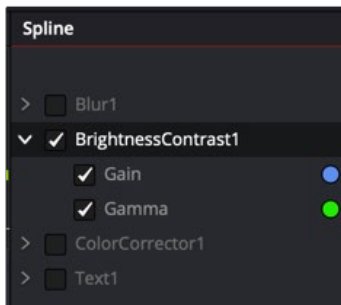 Spline
Blur1
BrightnessContrast1
Gain
Gamma
ColorCorrector1
Text1